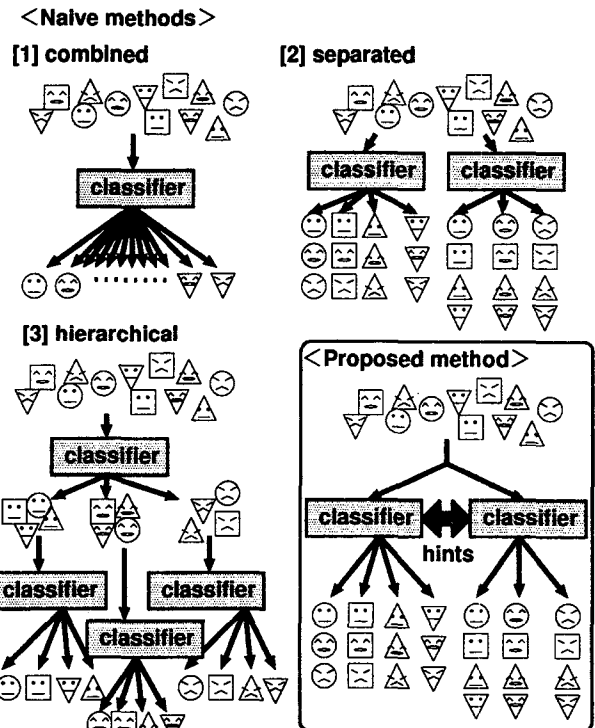 <Naive methods>
[1] combined
classifier
[2] separated
classifier
classifier
[3] hierarchical
classifier
classifier
classifier
classifier
<Proposed method>
classifier
classifier
hints